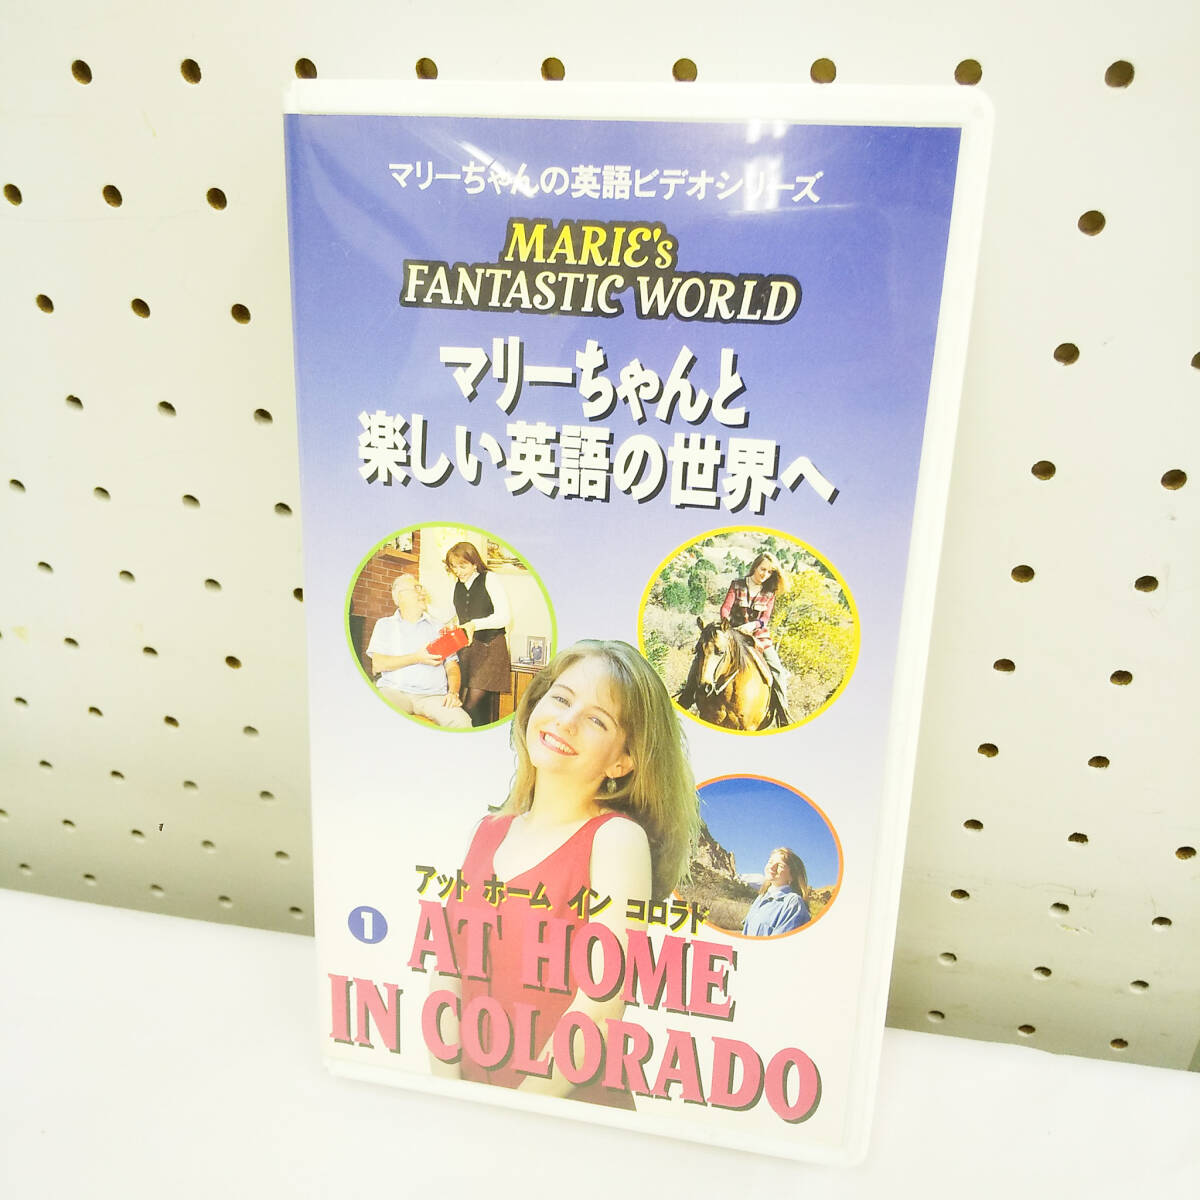 マリーちゃんの英語ビデオシリーズ
MARIE's
FANTASTIC WORLD
マリーちゃんと
楽しい英語の世界へ
アット ホーム イン コロラド
1 AT HOME
IN COLORADO